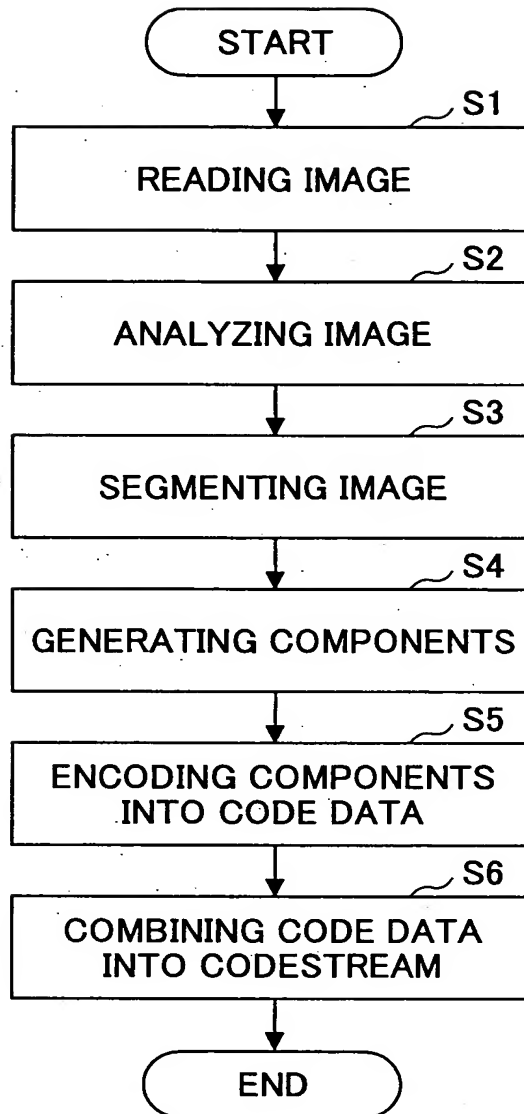 START
S1
READING IMAGE
S2
ANALYZING IMAGE
S3
SEGMENTING IMAGE
S4
GENERATING COMPONENTS
S5
ENCODING COMPONENTS
INTO CODE DATA
S6
COMBINING CODE DATA
INTO CODESTREAM
END